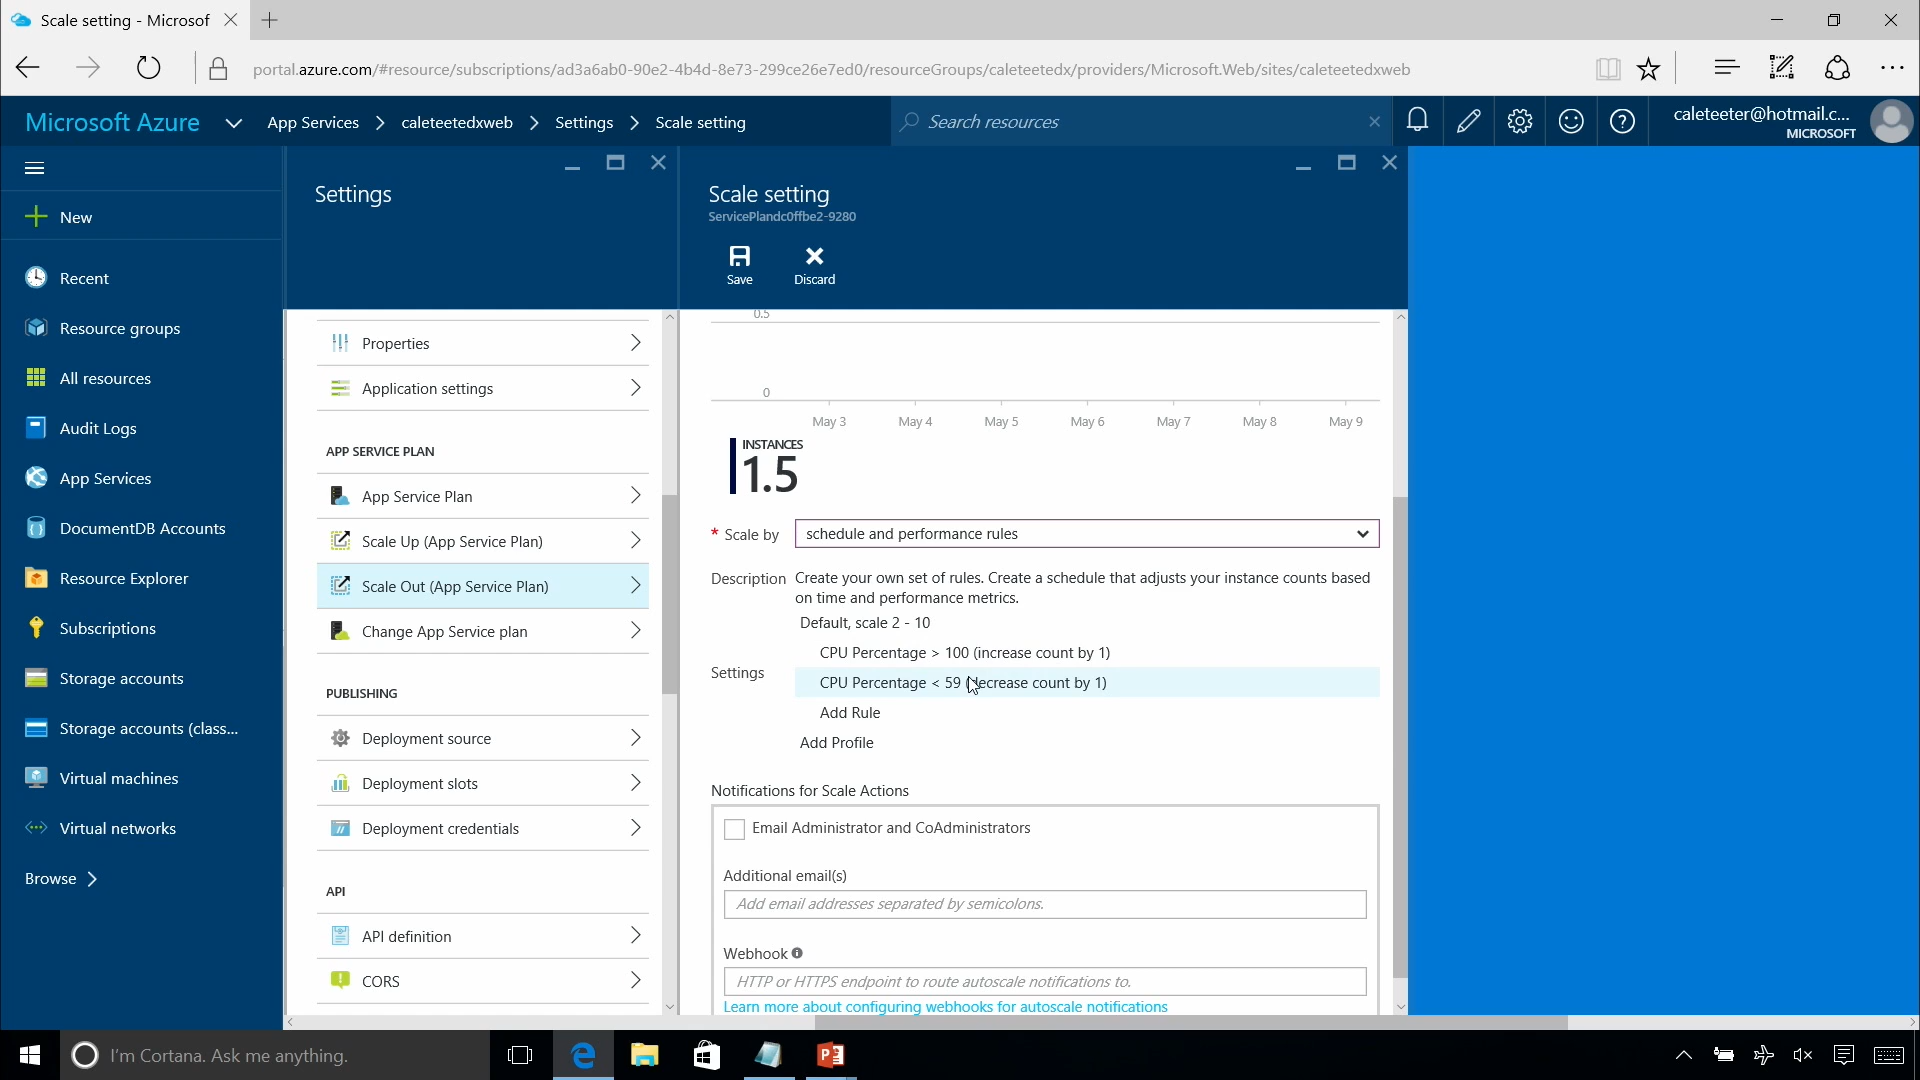 Scale setting - Microsof
portal.azure.com/#resource/subscriptions/ad3a6ab0-90e2-4b4d-8e73-299ce26e7ed0/resourceGroups/caleteetedx/providers/Microsoft.Web/sites/caleteetedxweb
Microsoft Azure
App Services
caleteetedxweb
Settings
Scale setting
Search resources
caleteeter@hotmail.c...
MICROSOFT
New
Recent
Resource groups
All resources
Audit Logs
App Services
DocumentDB Accounts
Resource Explorer
Subscriptions
Storage accounts
Storage accounts (class...
Virtual machines
Virtual networks
Browse
Settings
Properties
Application settings
APP SERVICE PLAN
App Service Plan
Scale Up (App Service Plan)
Scale Out (App Service Plan)
Change App Service plan
PUBLISHING
Deployment source
Deployment slots
Deployment credentials
API
API definition
CORS
Scale setting
ServicePlandc0ffbe2-9280
Save
Discard
0.5
0
May 3 May 4 May 5 May 6 May 7 May 8 May 9
INSTANCES
1.5
* Scale by
schedule and performance rules
Description
Create your own set of rules. Create a schedule that adjusts your instance counts based
on time and performance metrics.
Default, scale 2 - 10
CPU Percentage > 100 (increase count by 1)
Settings
CPU Percentage < 59 (decrease count by 1)
Add Rule
Add Profile
Notifications for Scale Actions
Email Administrator and CoAdministrators
Additional email(s)
Add email addresses separated by semicolons.
Webhook
HTTP or HTTPS endpoint to route autoscale notifications to.
Learn more about configuring webhooks for autoscale notifications
I'm Cortana. Ask me anything.